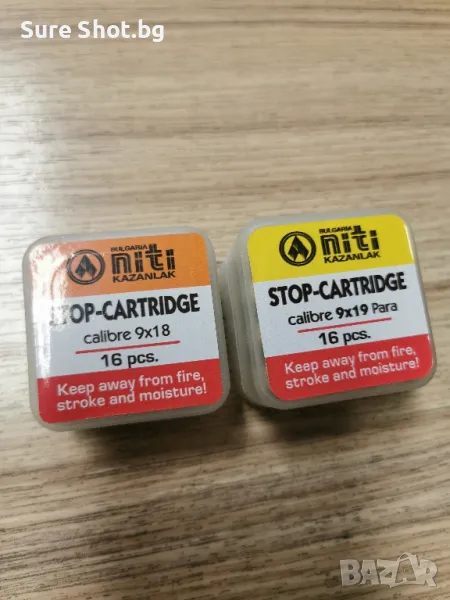 Sure Shot.bg
BULGARIA
niti
KAZANLAK
STOP-CARTRIDGE
calibre 9x18
16 pcs.
Keep away from fire,
stroke and moisture!
BULGARIA
niti
KAZANLAK
STOP-CARTRIDGE
calibre 9x19 Para
16 pcs.
Keep away from fire,
stroke and moisture!
BAZAR